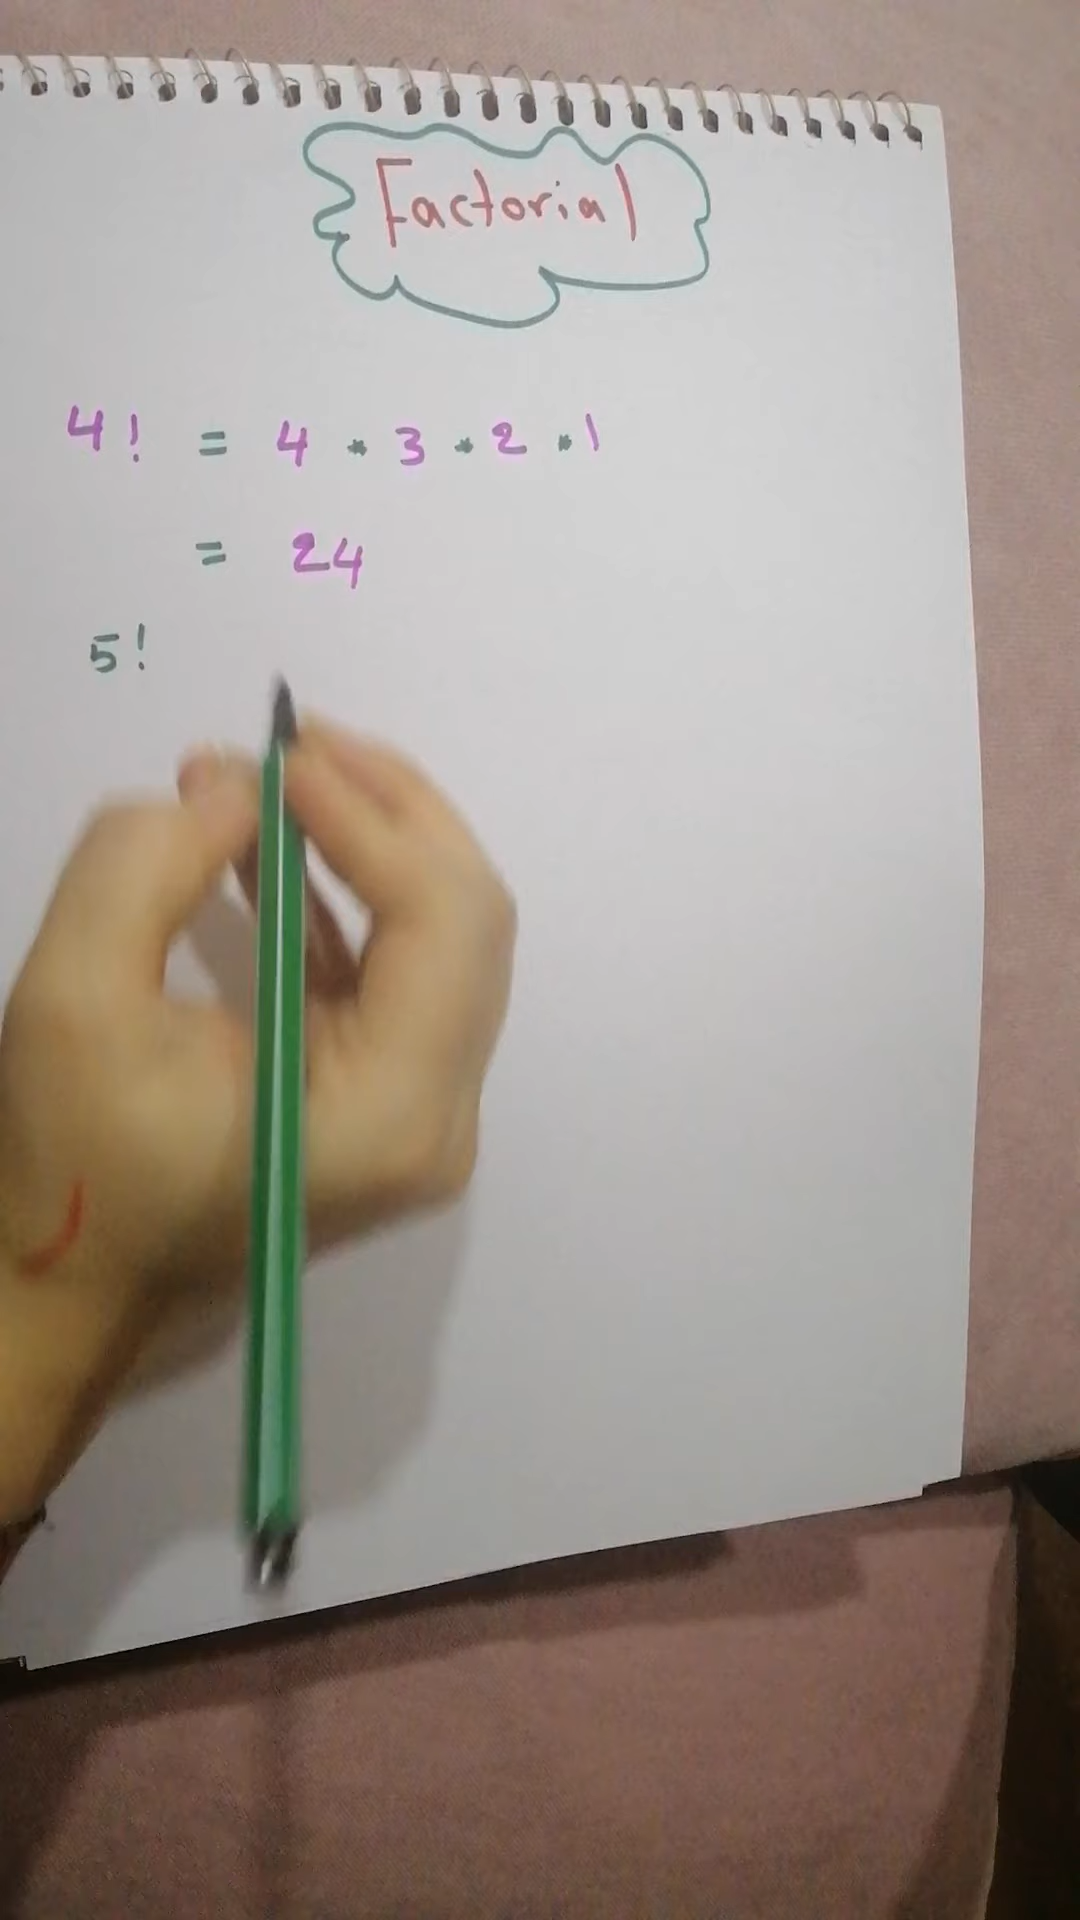 Factorial
4! = 4 * 3 * 2 * 1
= 24
5!